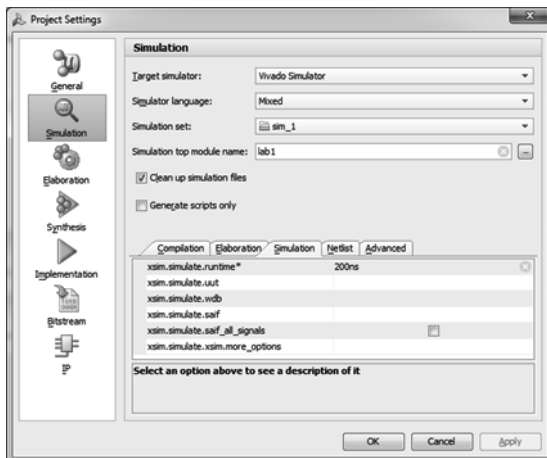 Project Settings
General
Simulation
Elaboration
Synthesis
Implementation
Bitstream
IP
Simulation
Target simulator: Vivado Simulator
Simulator language: Mixed
Simulation set: sim_1
Simulation top module name: lab1
Clean up simulation files
Generate scripts only
Compilation Elaboration Simulation Netlist Advanced
xsim.simulate.runtime* 200ns
xsim.simulate.uut
xsim.simulate.wdb
xsim.simulate.saif
xsim.simulate.saif_all_signals
xsim.simulate.xsim.more_options
Select an option above to see a description of it
OK Cancel Apply